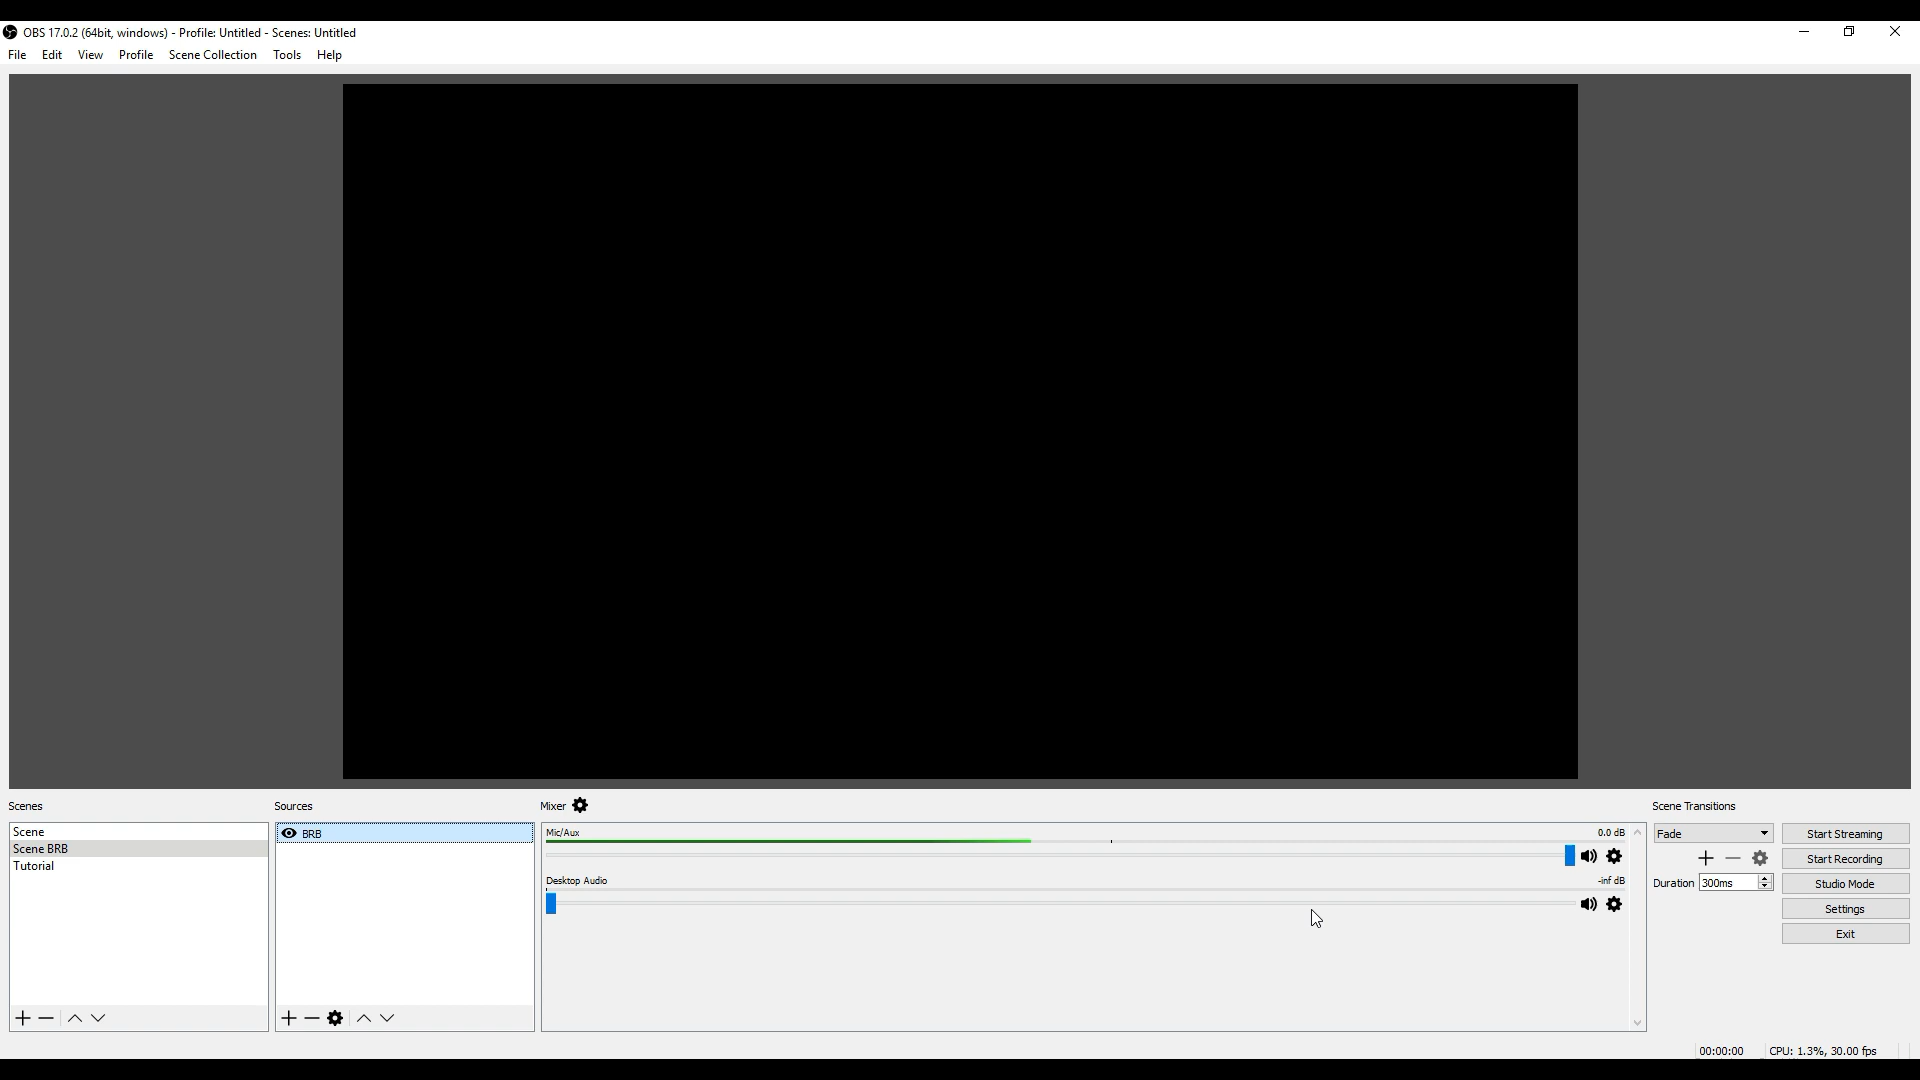 OBS 17.0.2 (64bit, windows) - Profile: Untitled - Scenes: Untitled
File Edit View Profile Scene Collection Tools Help
Scenes
Scene
Scene BRB
Tutorial
Sources
BRB
Mixer
Mic/Aux 0.0 dB
Desktop Audio -inf dB
Scene Transitions
Fade
Duration 300ms
Start Streaming
Start Recording
Studio Mode
Settings
Exit
00:00:00 CPU: 1.3%, 30.00 fps